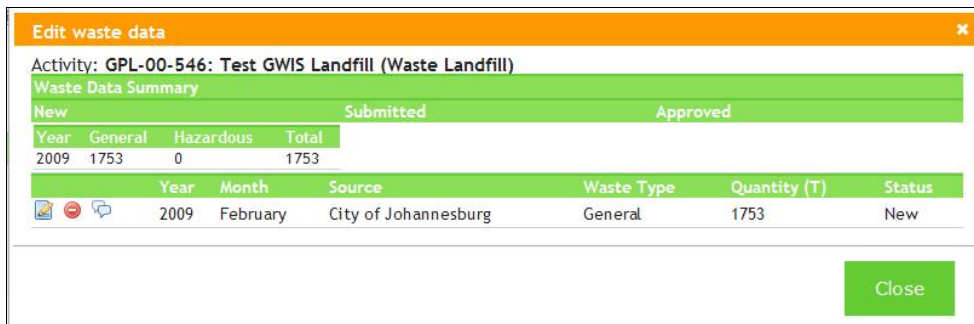 Edit waste data
Activity: GPL-00-546: Test GWIS Landfill (Waste Landfill)
Waste Data Summary
New Submitted Approved
Year General Hazardous Total
2009 1753 0 1753
Year Month Source Waste Type Quantity (T) Status
2009 February City of Johannesburg General 1753 New
Close